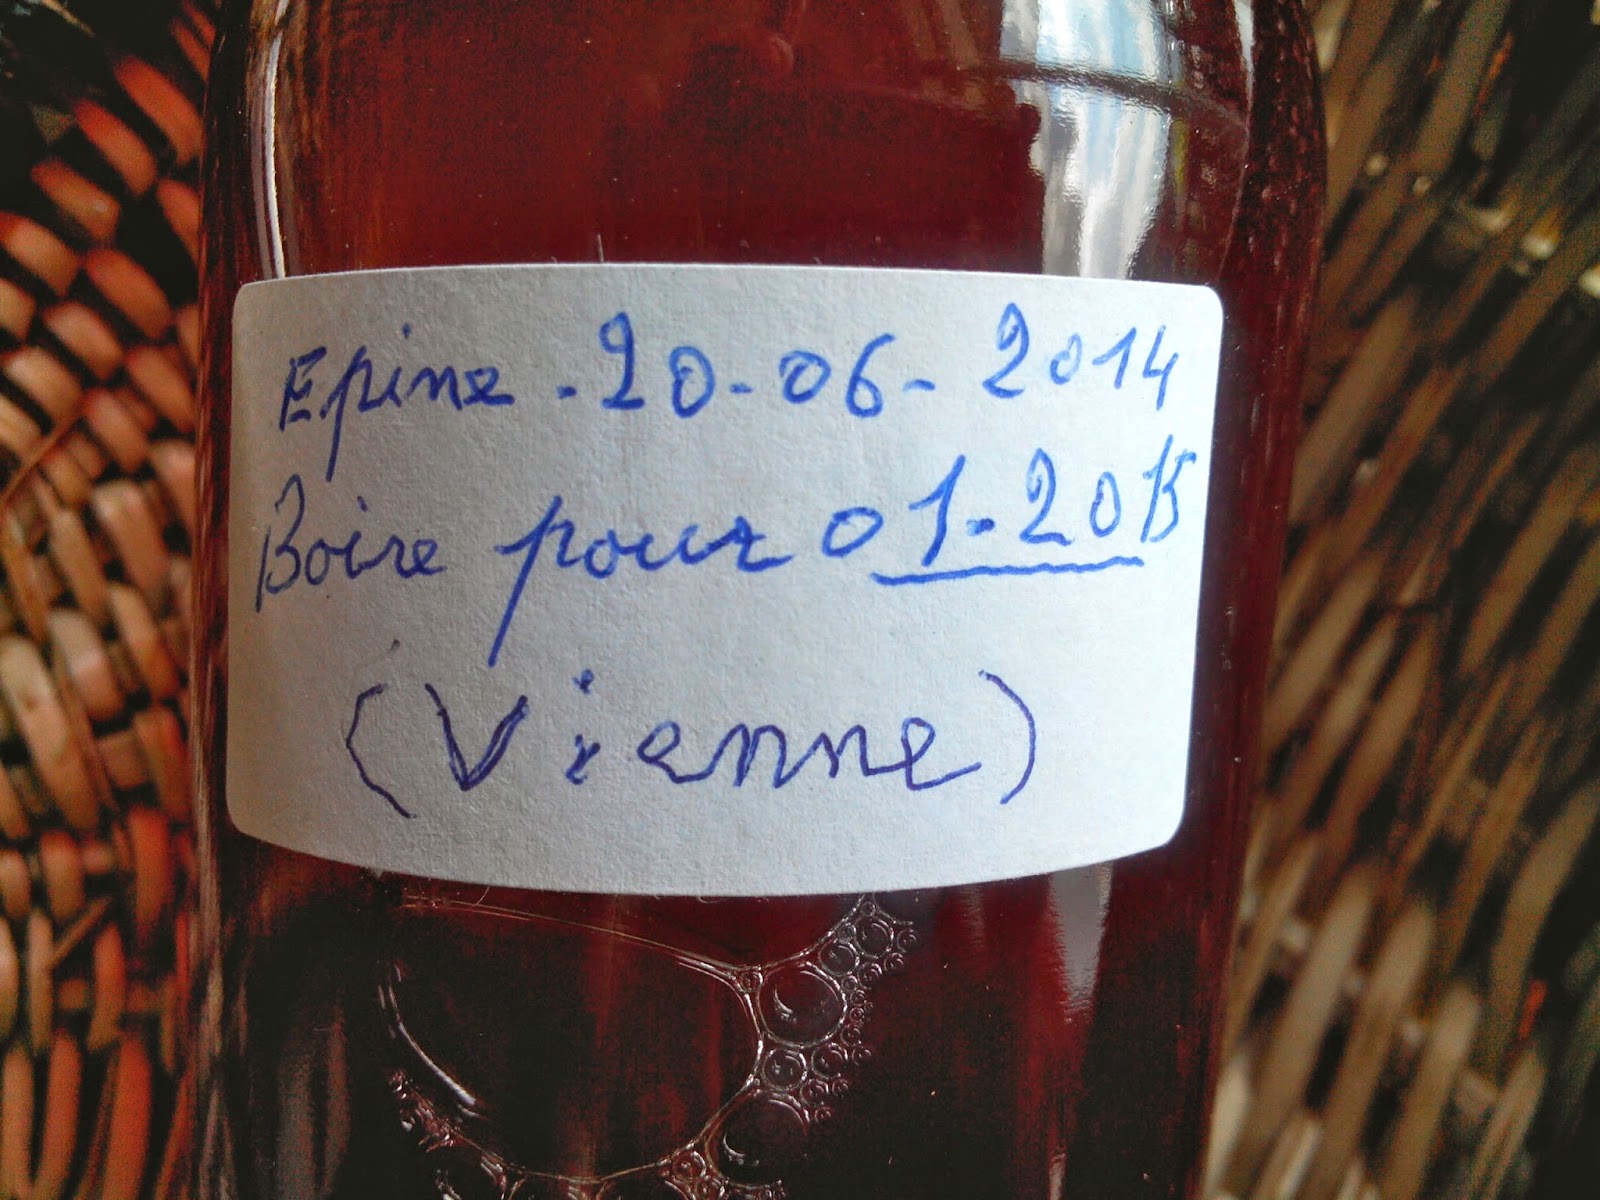 Epine - 20-06-2014
Boire pour 01-2015
(Vienne)